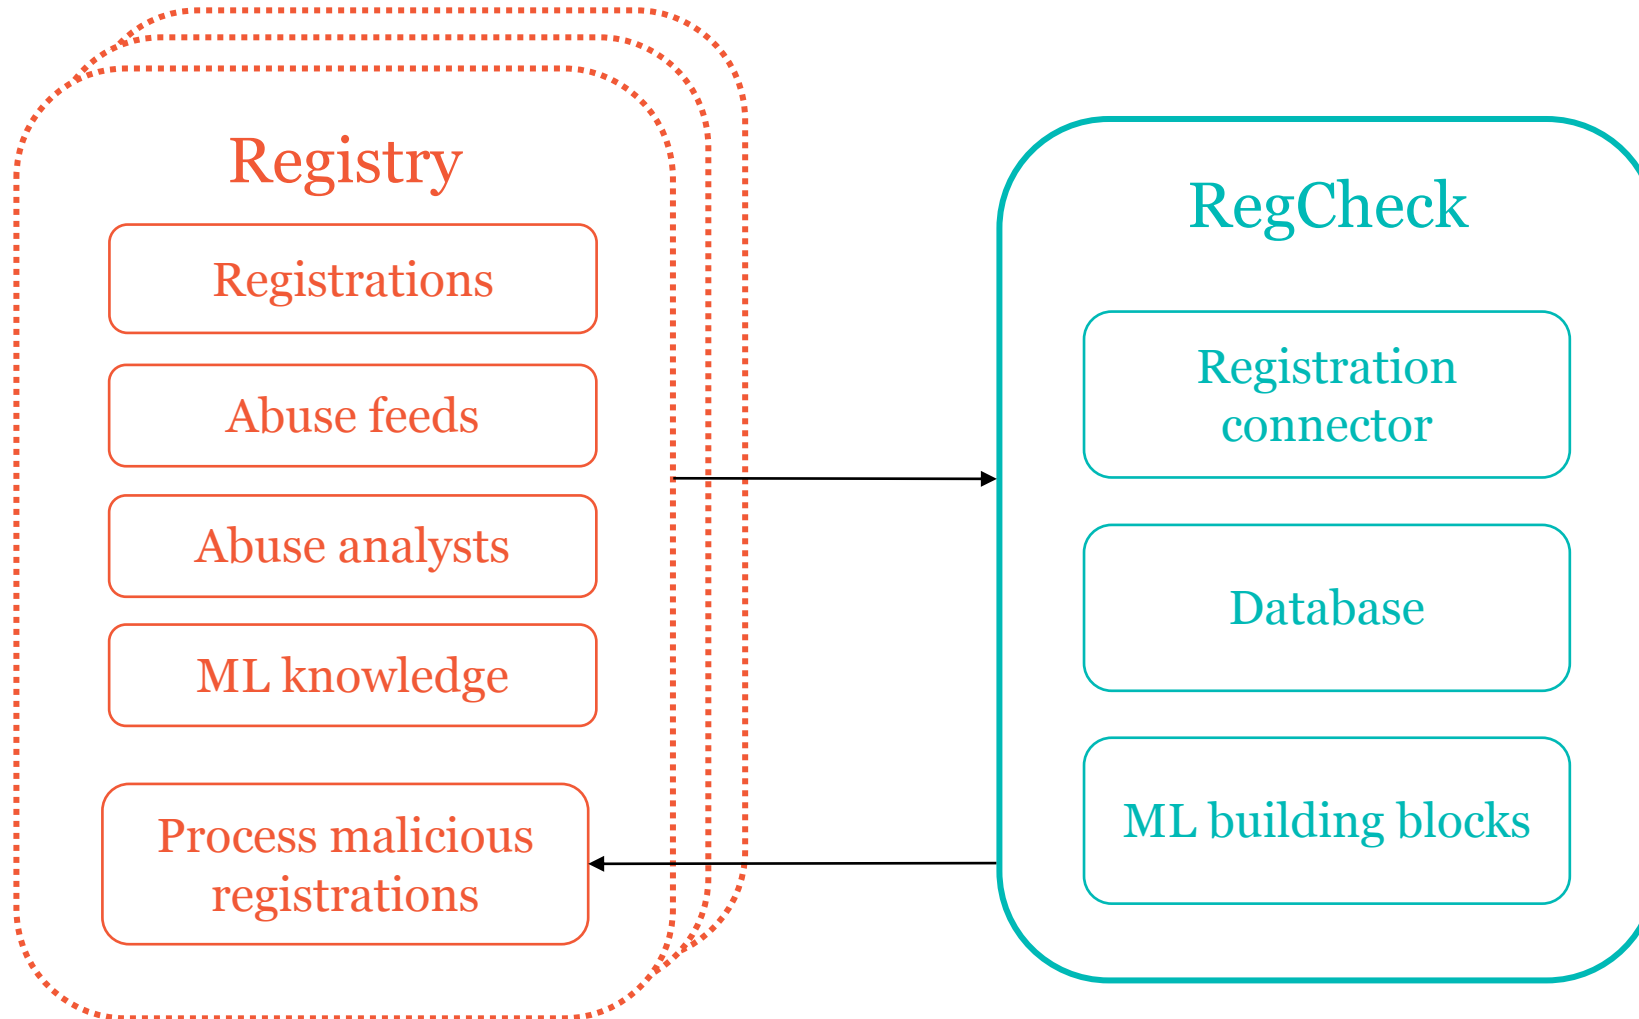 Registry
Registrations
Abuse feeds
Abuse analysts
ML knowledge
Process malicious
registrations
RegCheck
Registration
connector
Database
ML building blocks